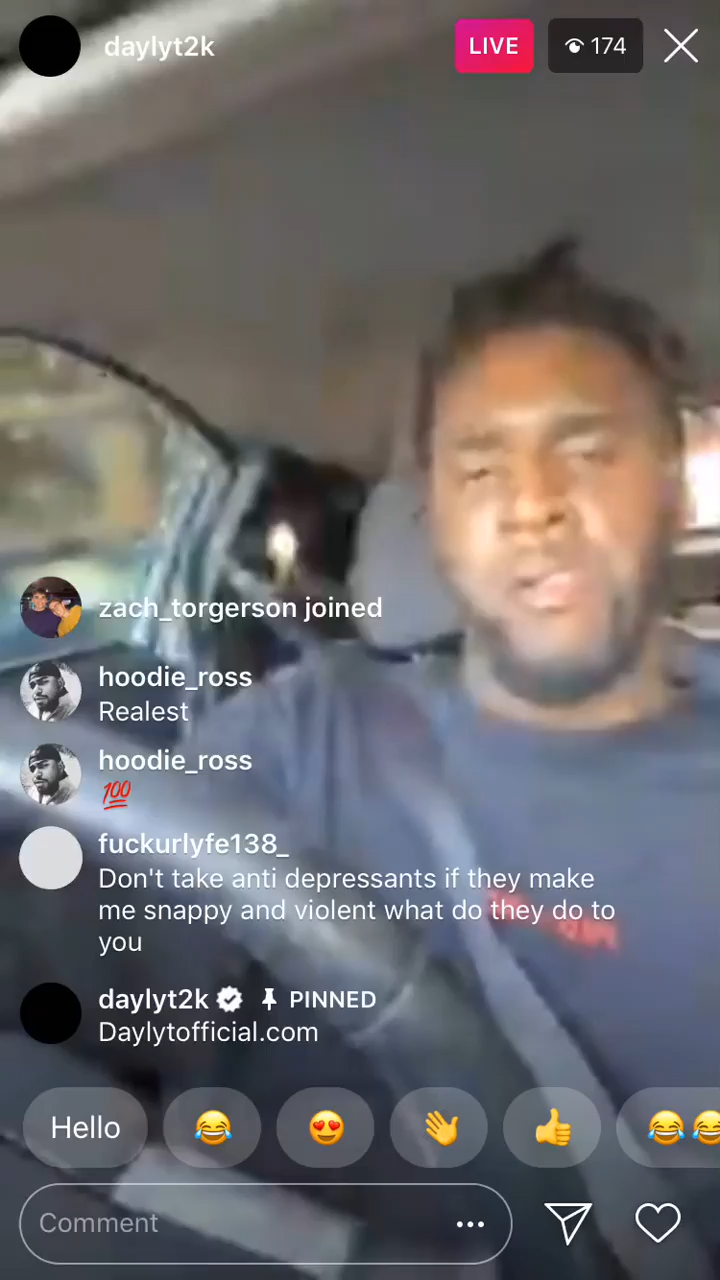 daylyt2k
LIVE
174
zach_torgerson joined
hoodie_ross
Realest
hoodie_ross
💯
fuckurlyfe138_
Don't take anti depressants if they make
me snappy and violent what do they do to
you
daylyt2k PINNED
Daylytofficial.com
Hello
Comment